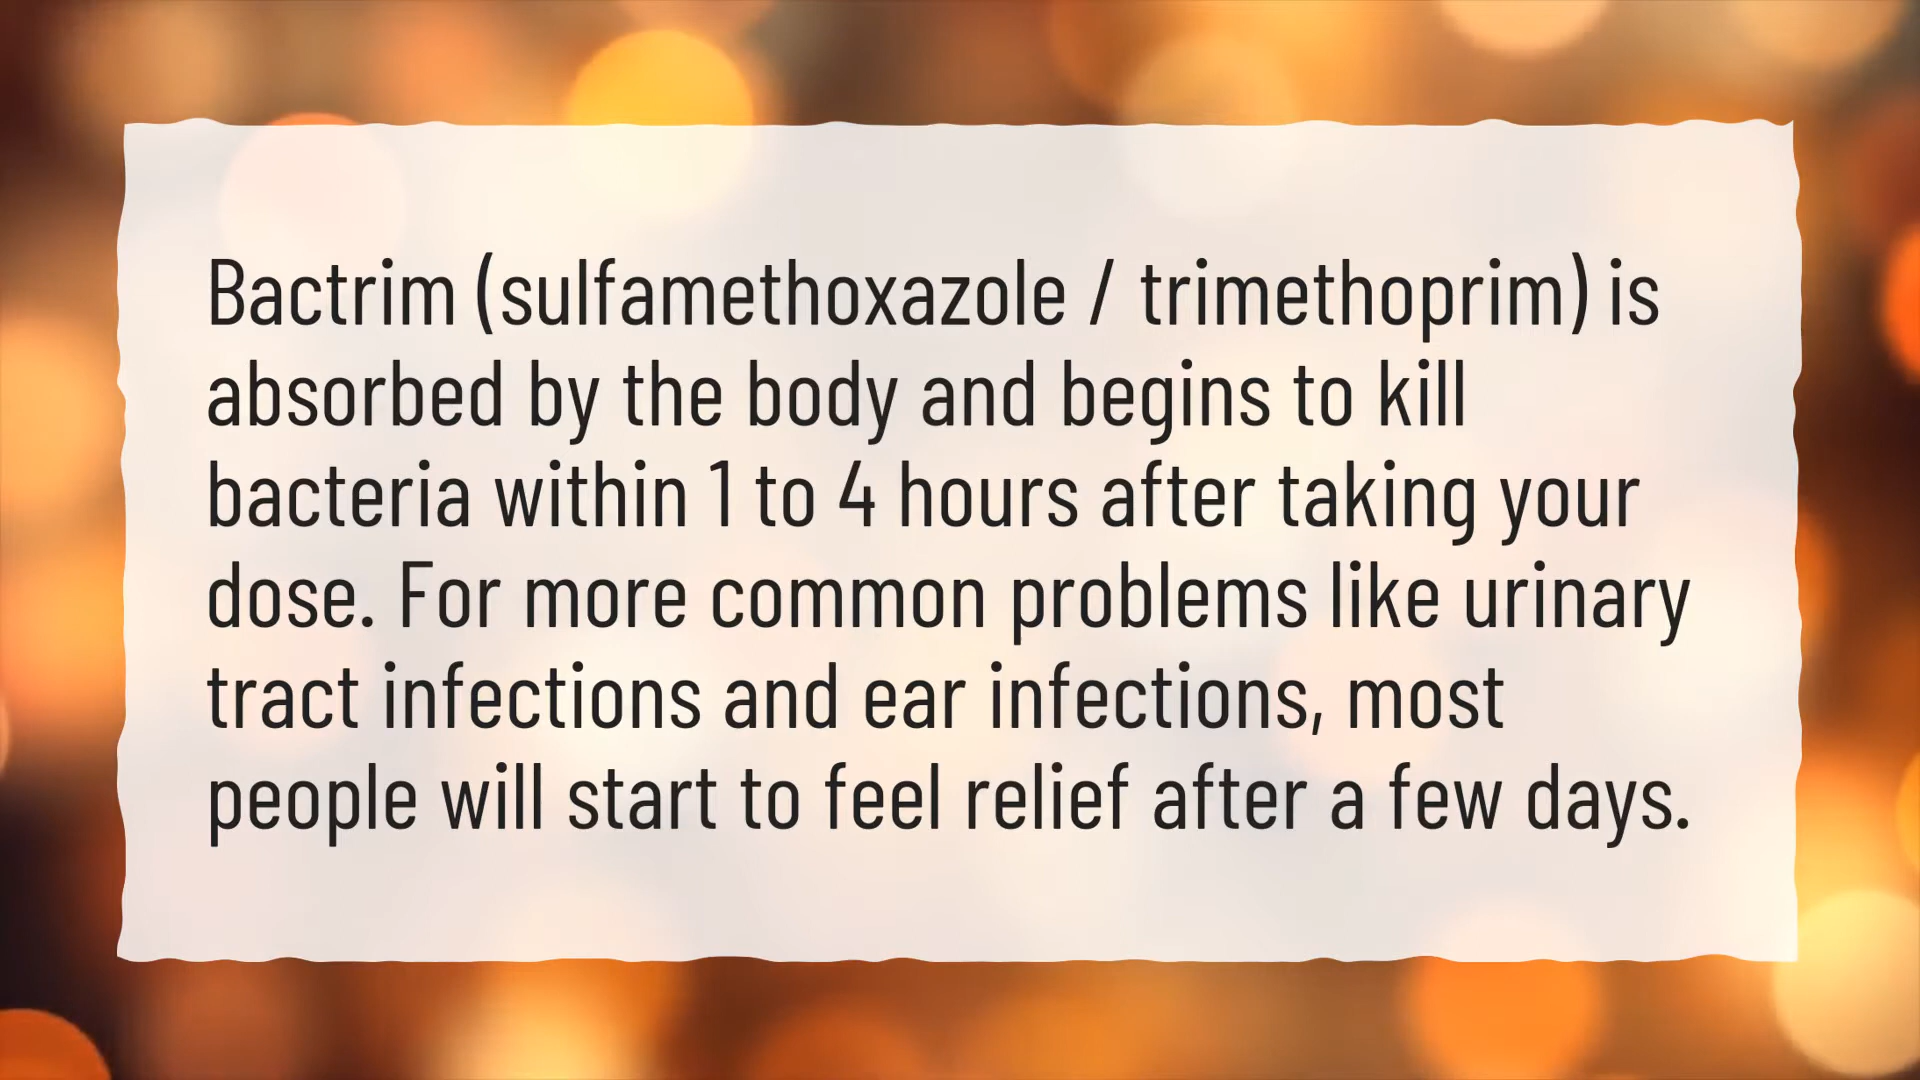 Bactrim (sulfamethoxazole / trimethoprim) is
absorbed by the body and begins to kill
bacteria within 1 to 4 hours after taking your
dose. For more common problems like urinary
tract infections and ear infections, most
people will start to feel relief after a few days.